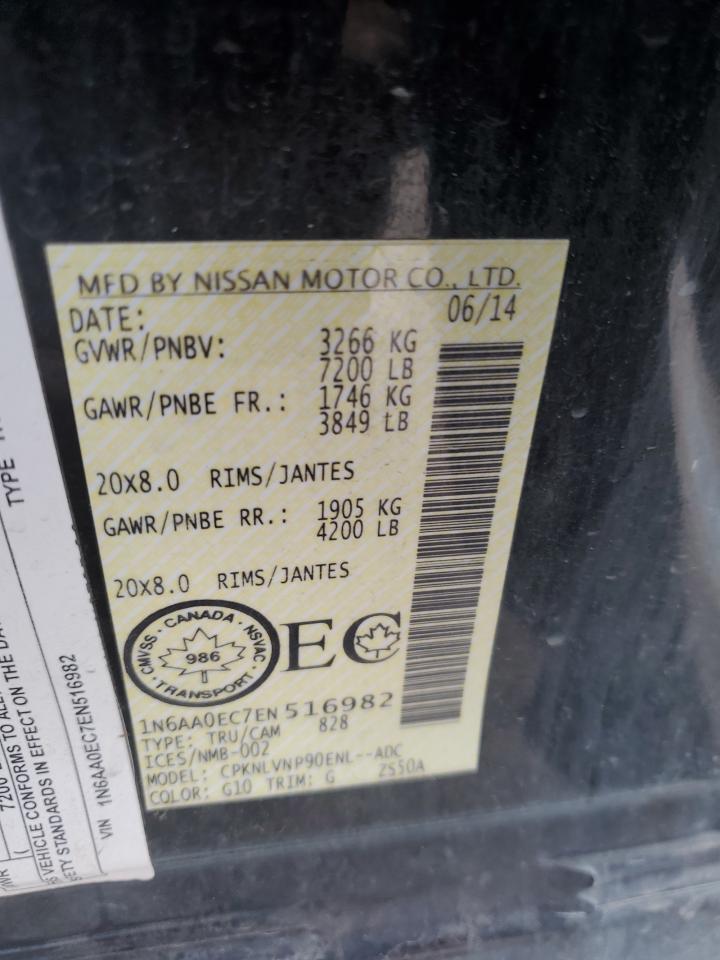 MFD BY NISSAN MOTOR CO., LTD.
DATE: 06/14
GVWR/PNBV: 3266 KG
7200 LB
GAWR/PNBE FR.: 1746 KG
3849 LB
20x8.0 RIMS/JANTES
GAWR/PNBE RR.: 1905 KG
4200 LB
20x8.0 RIMS/JANTES
CMVSS · CANADA · NSVAC · TRANSPORT ·
986
EC
1N6AA0EC7EN516982
TYPE: TRU/CAM 828
ICES/NMB-002
MODEL: CPKNLVNP90ENL--ADC
COLOR: G10 TRIM: G ZS50A
TYPE
7200
CONFORMS TO ALL
VEHICLE STANDARDS IN EFFECT ON THE DA
VEHICLE CONFORMS
VIN 1N6AA0EC7EN516982